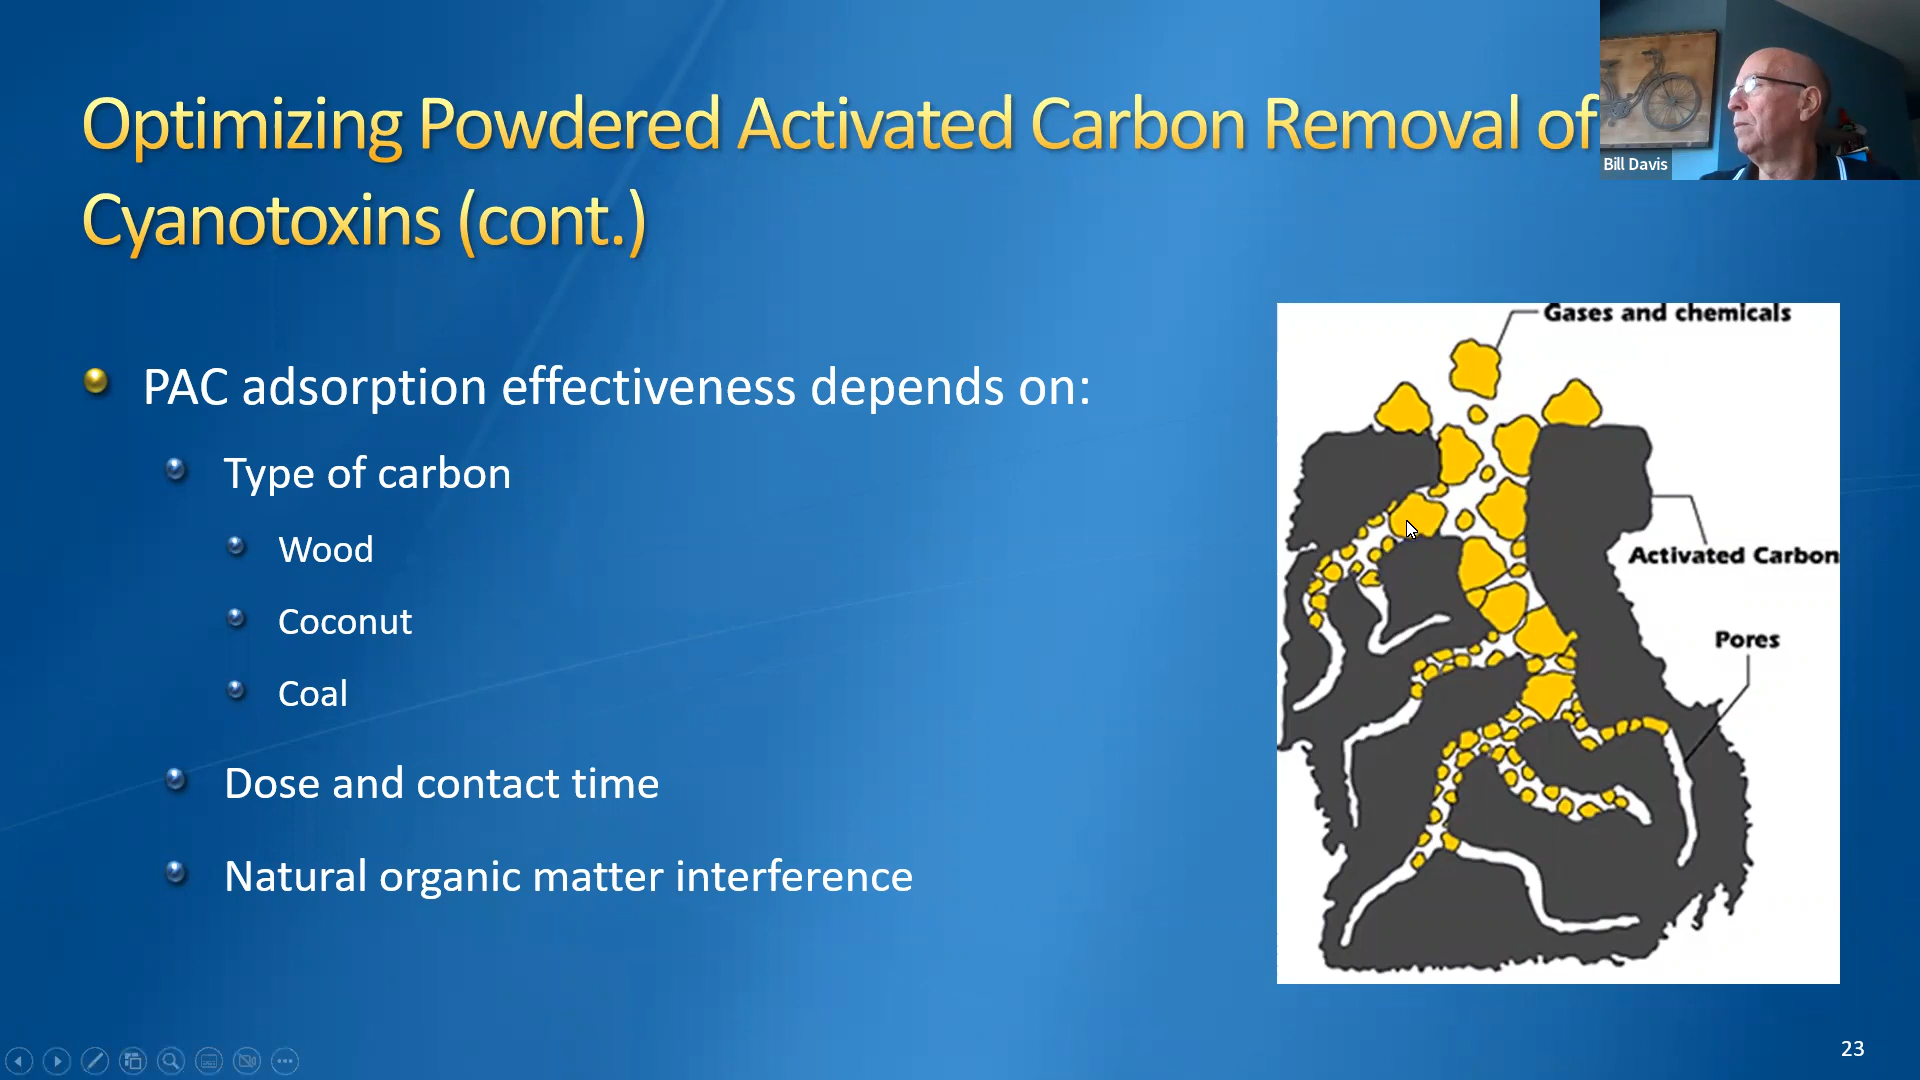 Optimizing Powdered Activated Carbon Removal of
Cyanotoxins (cont.)
Bill Davis
PAC adsorption effectiveness depends on:
Type of carbon
Wood
Coconut
Coal
Dose and contact time
Natural organic matter interference
Gases and chemicals
Activated Carbon
Pores
23